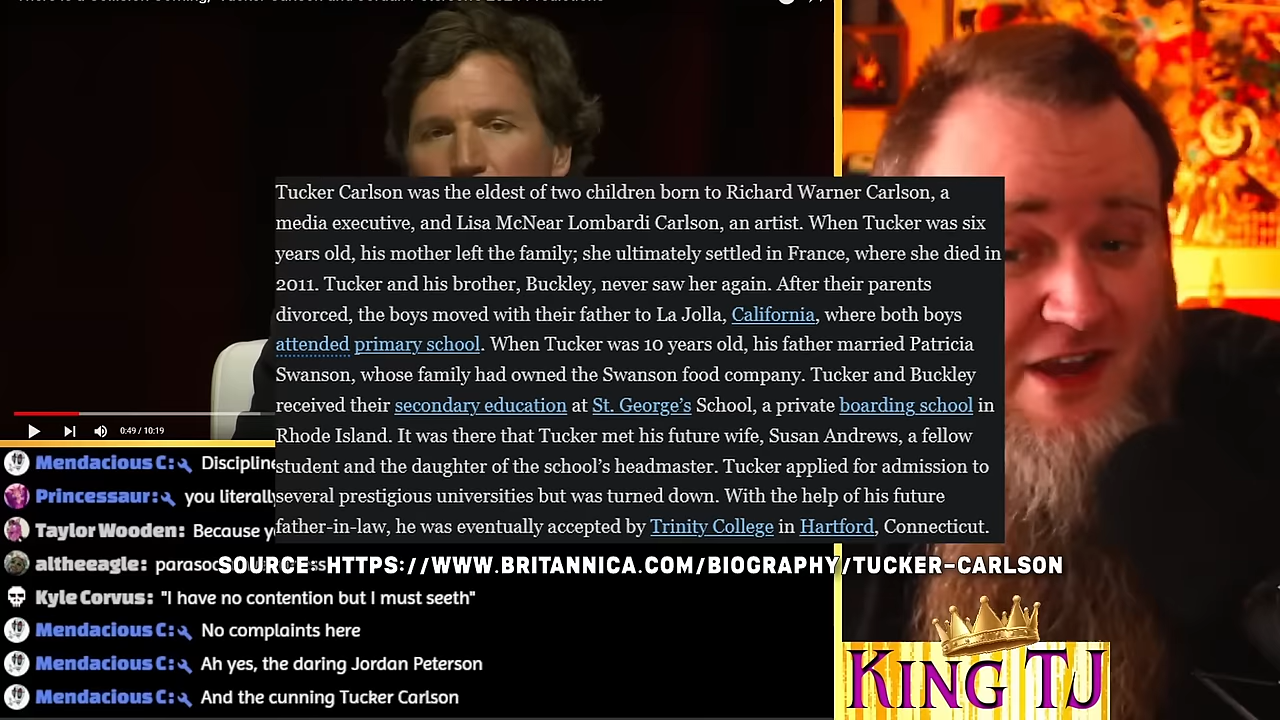 Tucker Carlson was the eldest of two children born to Richard Warner Carlson, a
media executive, and Lisa McNear Lombardi Carlson, an artist. When Tucker was six
years old, his mother left the family; she ultimately settled in France, where she died in
2011. Tucker and his brother, Buckley, never saw her again. After their parents
divorced, the boys moved with their father to La Jolla, California, where both boys
attended primary school. When Tucker was 10 years old, his father married Patricia
Swanson, whose family had owned the Swanson food company. Tucker and Buckley
received their secondary education at St. George's School, a private boarding school in
Rhode Island. It was there that Tucker met his future wife, Susan Andrews, a fellow
student and the daughter of the school's headmaster. Tucker applied for admission to
several prestigious universities but was turned down. With the help of his future
father-in-law, he was eventually accepted by Trinity College in Hartford, Connecticut.
SOURCE: HTTPS://WWW.BRITANNICA.COM/BIOGRAPHY/TUCKER-CARLSON
0:49 / 10:19
Mendacious C: Discipline
Princessaur: you literally
Taylor Wooden: Because
altheeagle:
Kyle Corvus: "I have no contention but I must seeth"
Mendacious C: No complaints here
Mendacious C: Ah yes, the daring Jordan Peterson
Mendacious C: And the cunning Tucker Carlson
KING TJ